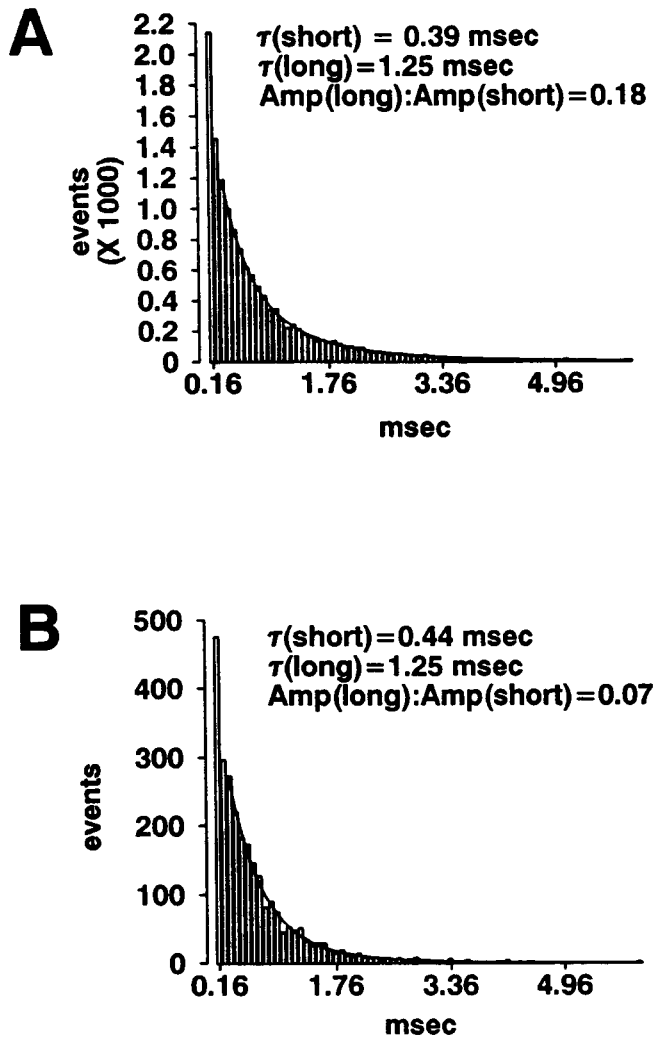 A
τ(short) = 0.39 msec
τ(long)=1.25 msec
Amp(long):Amp(short)=0.18
events
(X 1000)
2.2
2.0
1.8
1.6
1.4
1.2
1.0
0.8
0.6
0.4
0.2
0
0.16 1.76 3.36 4.96
msec
B
τ(short)=0.44 msec
τ(long)=1.25 msec
Amp(long):Amp(short)=0.07
events
500
400
300
200
100
0
0.16 1.76 3.36 4.96
msec